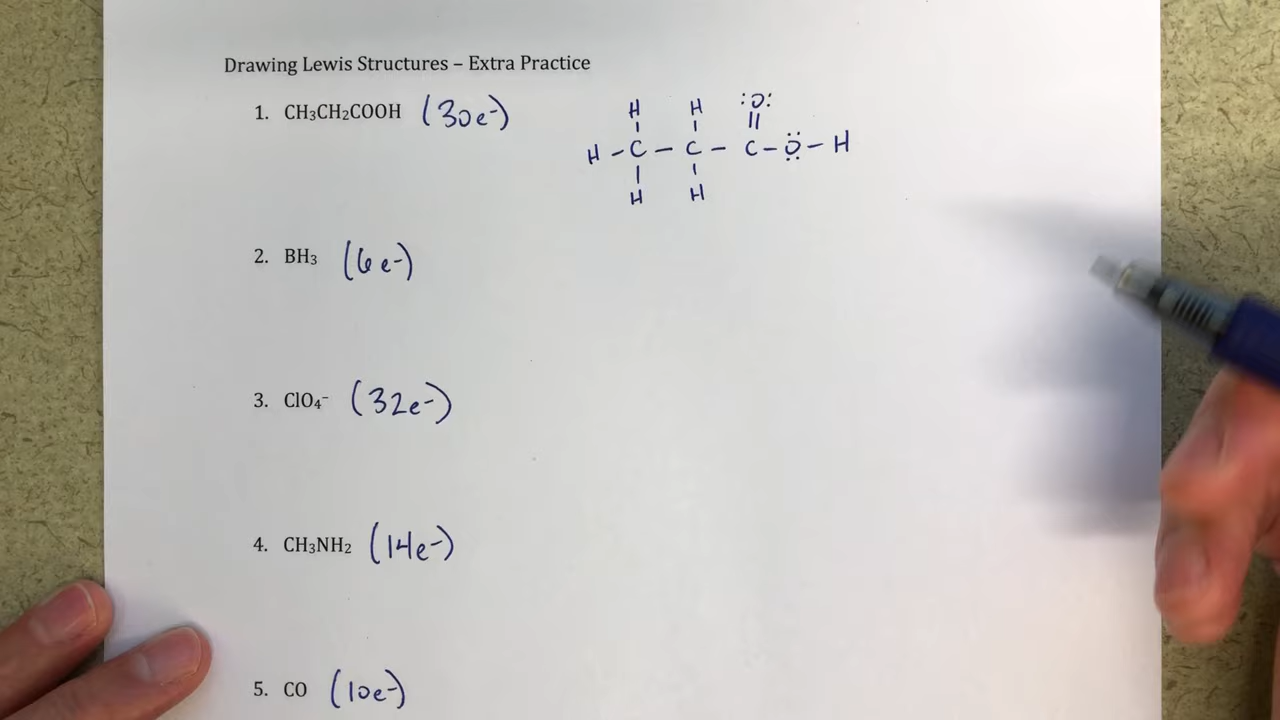 Drawing Lewis Structures – Extra Practice
1. CH₃CH₂COOH (30e-)
H H :O:
H - C - C - C - Ö - H
H H
2. BH₃ (6e-)
3. ClO₄⁻ (32e-)
4. CH₃NH₂ (14e-)
5. CO (10e-)